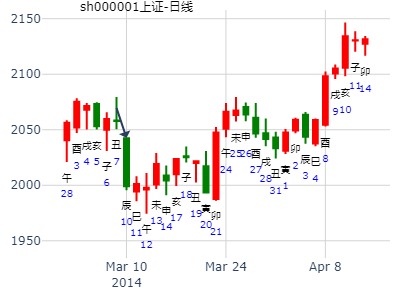 sh000001上证-日线
2150
2100
2050
2000
1950
午
28
酉
3
戌
4
亥
5
子
6
丑
7
辰
10
巳
11
午
12
未
13
申
14
亥
17
子
18
丑
19
寅
20
卯
21
午
24
未
25
申
26
酉
27
戌
28
丑
31
寅
1
卯
2
辰
3
巳
4
酉
8
戌
9
亥
10
子
11
卯
14
Mar 10
2014
Mar 24
Apr 8